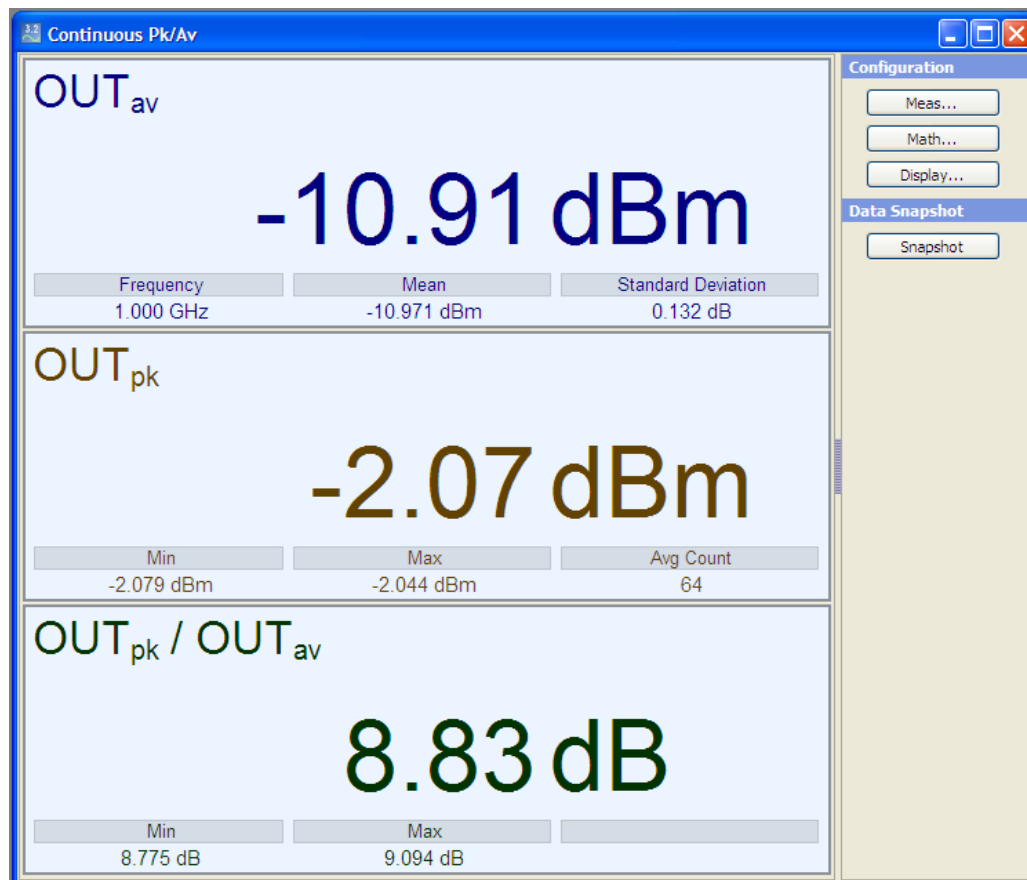 3.2 Continuous Pk/Av
Configuration
Meas...
Math...
Display...
Data Snapshot
Snapshot
OUTav
-10.91 dBm
Frequency Mean Standard Deviation
1.000 GHz -10.971 dBm 0.132 dB
OUTpk
-2.07 dBm
Min Max Avg Count
-2.079 dBm -2.044 dBm 64
OUTpk / OUTav
8.83 dB
Min Max
8.775 dB 9.094 dB